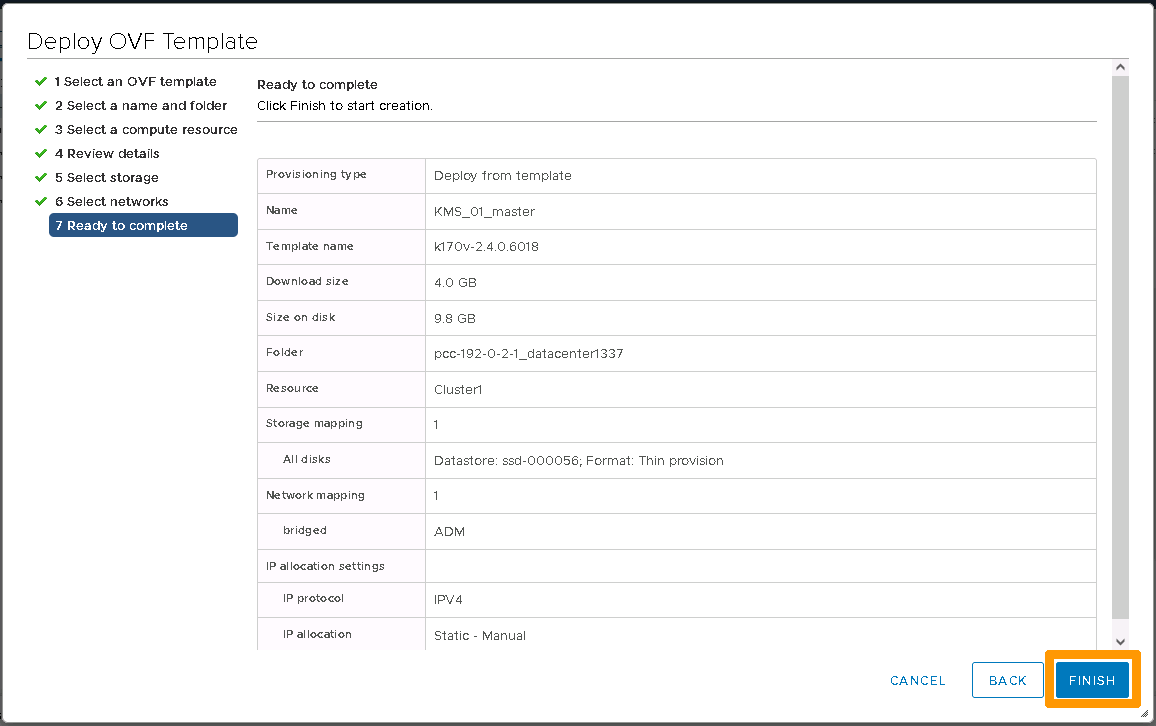 Deploy OVF Template
1 Select an OVF template
2 Select a name and folder
3 Select a compute resource
4 Review details
5 Select storage
6 Select networks
7 Ready to complete
Ready to complete
Click Finish to start creation.
Provisioning type Deploy from template
Name KMS_01_master
Template name k170v-2.4.0.6018
Download size 4.0 GB
Size on disk 9.8 GB
Folder pcc-192-0-2-1_datacenter1337
Resource Cluster1
Storage mapping 1
All disks Datastore: ssd-000056; Format: Thin provision
Network mapping 1
bridged ADM
IP allocation settings
IP protocol IPV4
IP allocation Static - Manual
CANCEL BACK FINISH